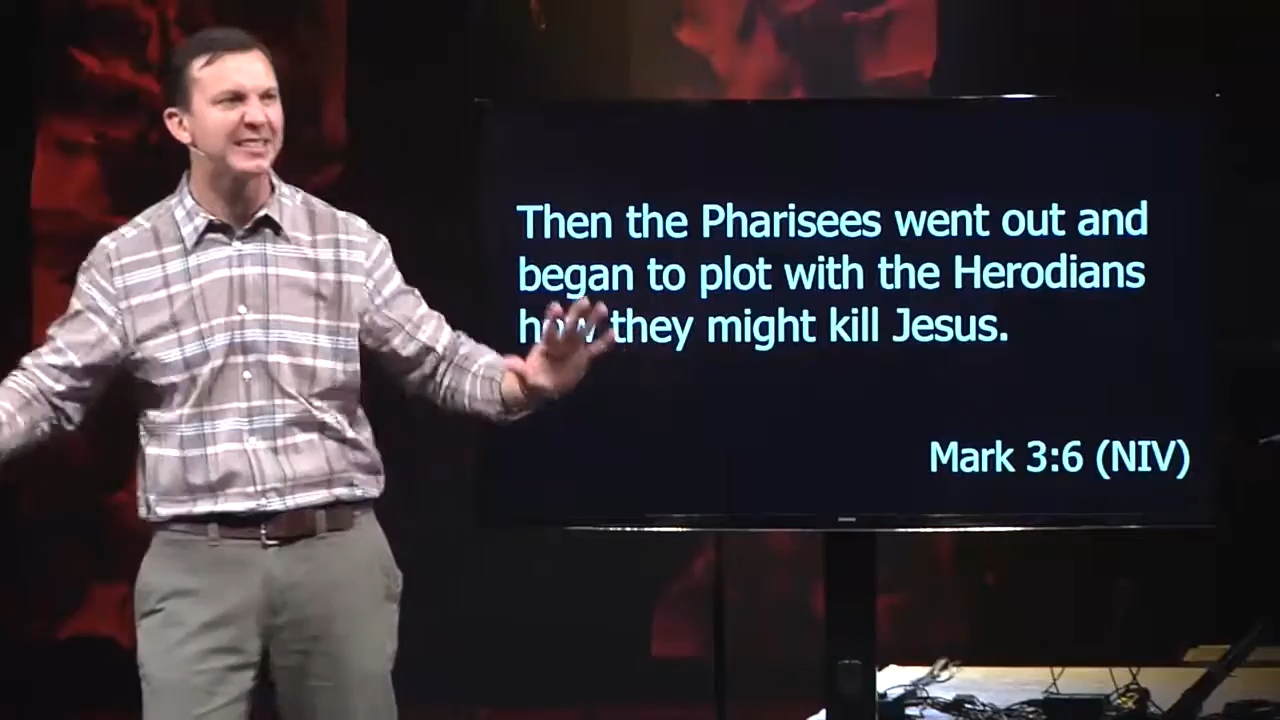 Then the Pharisees went out and
began to plot with the Herodians
how they might kill Jesus.
Mark 3:6 (NIV)